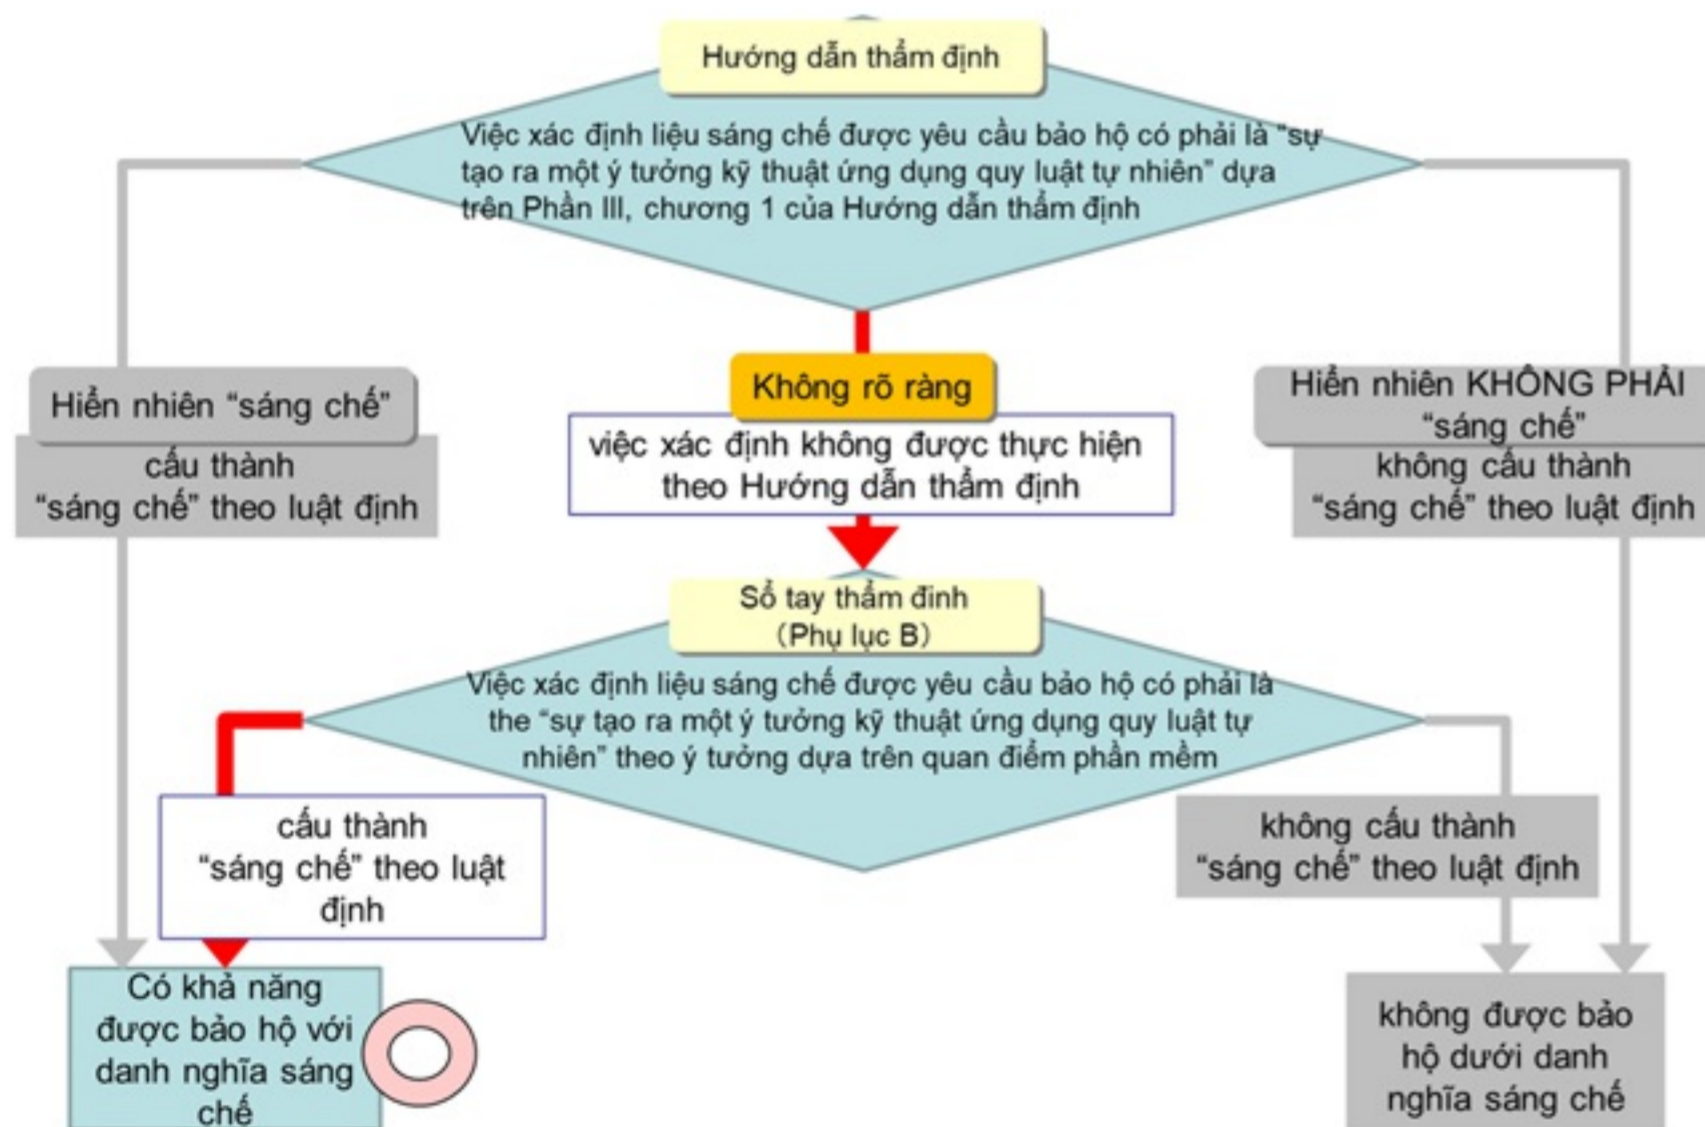 Hướng dẫn thẩm định
Việc xác định liệu sáng chế được yêu cầu bảo hộ có phải là “sự
tạo ra một ý tưởng kỹ thuật ứng dụng quy luật tự nhiên” dựa
trên Phần III, chương 1 của Hướng dẫn thẩm định
Hiển nhiên “sáng chế”
cấu thành
“sáng chế” theo luật định
Không rõ ràng
việc xác định không được thực hiện
theo Hướng dẫn thẩm định
Hiển nhiên KHÔNG PHẢI
“sáng chế”
không cấu thành
“sáng chế” theo luật định
Sổ tay thẩm đinh
(Phụ lục B)
Việc xác định liệu sáng chế được yêu cầu bảo hộ có phải là
the “sự tạo ra một ý tưởng kỹ thuật ứng dụng quy luật tự
nhiên” theo ý tưởng dựa trên quan điểm phần mềm
cấu thành
“sáng chế” theo luật
định
không cấu thành
“sáng chế” theo luật định
Có khả năng
được bảo hộ với
danh nghĩa sáng
chế
không được bảo
hộ dưới danh
nghĩa sáng chế